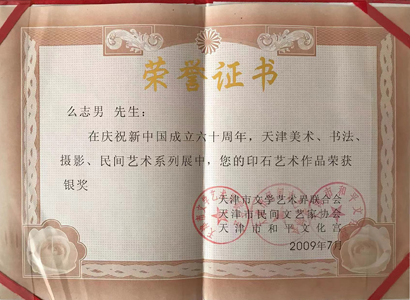 荣誉证书
么志男 先生：
在庆祝新中国成立六十周年，天津美术、书法、
摄影、民间艺术系列展中，您的印石艺术作品荣获
银奖
天津市文学艺术界联合会
天津市民间文艺家协会
天津市和平文化宫
2009年7月